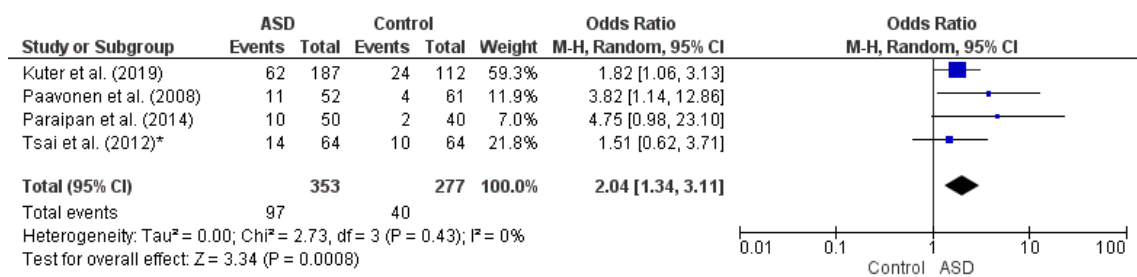 ASD Control Odds Ratio Odds Ratio
Study or Subgroup Events Total Events Total Weight M-H, Random, 95% CI M-H, Random, 95% CI
Kuter et al. (2019) 62 187 24 112 59.3% 1.82 [1.06, 3.13]
Paavonen et al. (2008) 11 52 4 61 11.9% 3.82 [1.14, 12.86]
Paraipan et al. (2014) 10 50 2 40 7.0% 4.75 [0.98, 23.10]
Tsai et al. (2012)* 14 64 10 64 21.8% 1.51 [0.62, 3.71]
Total (95% CI) 353 277 100.0% 2.04 [1.34, 3.11]
Total events 97 40
Heterogeneity: Tau² = 0.00; Chi² = 2.73, df = 3 (P = 0.43); I² = 0%
Test for overall effect: Z = 3.34 (P = 0.0008)
0.01 0.1 1 10 100
Control ASD